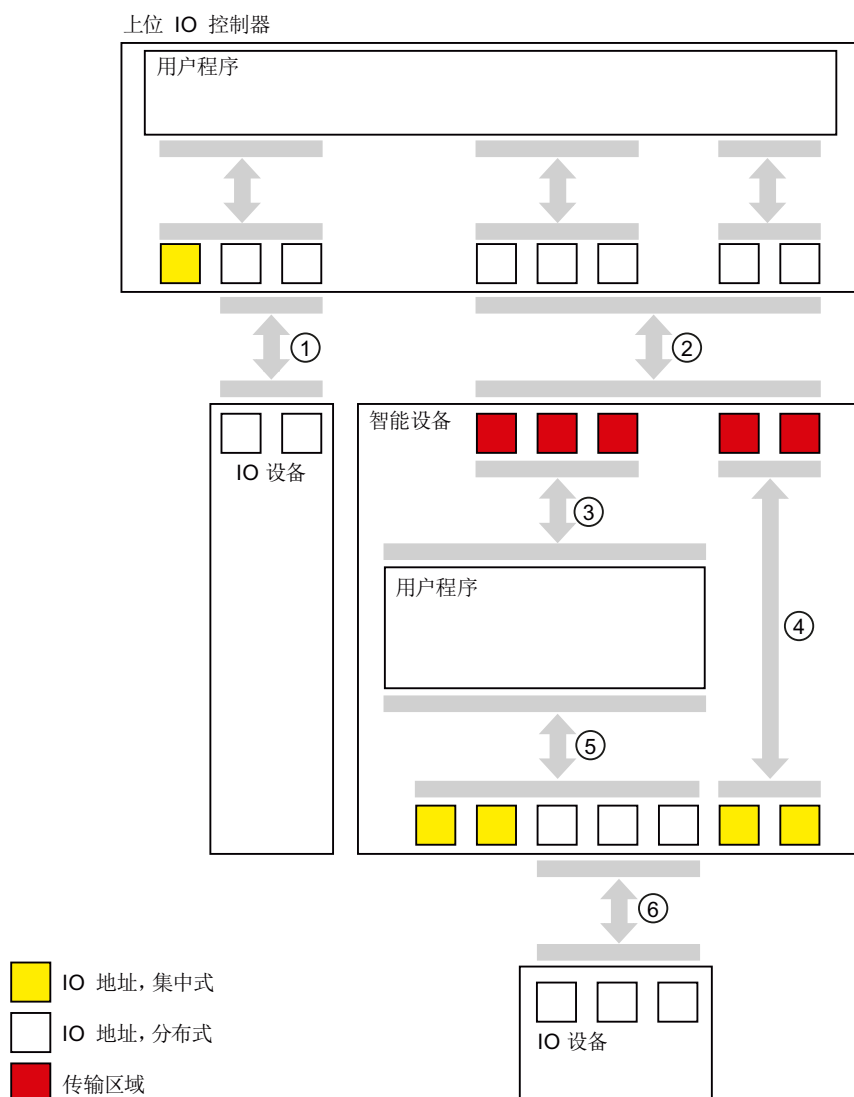 上位 IO 控制器
用户程序
①
②
智能设备
IO 设备
③
用户程序
④
⑤
⑥
IO 地址，集中式
IO 地址，分布式
IO 设备
传输区域